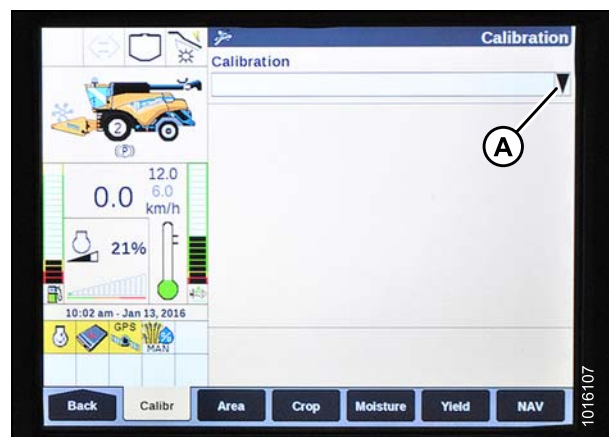 Calibration
Calibration
A
2
(P)
12.0
0.0 6.0
km/h
21%
10:02 am - Jan 13, 2016
GPS
MAN
Back Calibr Area Crop Moisture Yield NAV
1016107